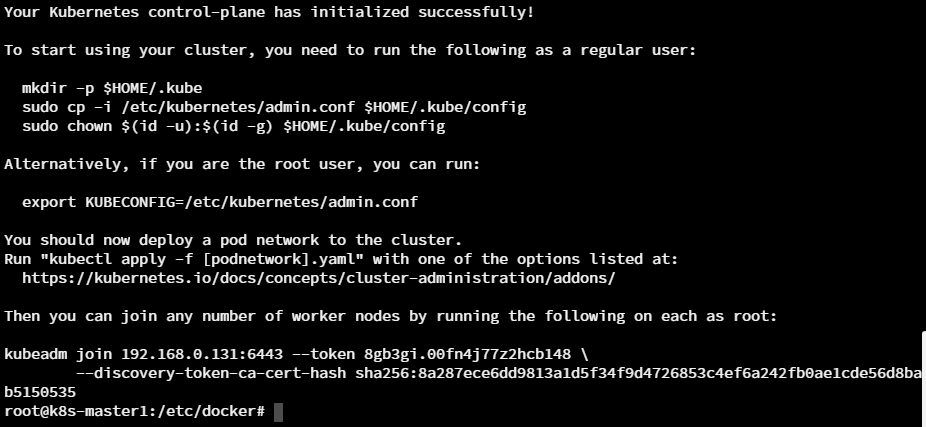 Your Kubernetes control-plane has initialized successfully!
To start using your cluster, you need to run the following as a regular user:
mkdir -p $HOME/.kube
sudo cp -i /etc/kubernetes/admin.conf $HOME/.kube/config
sudo chown $(id -u):$(id -g) $HOME/.kube/config
Alternatively, if you are the root user, you can run:
export KUBECONFIG=/etc/kubernetes/admin.conf
You should now deploy a pod network to the cluster.
Run "kubectl apply -f [podnetwork].yaml" with one of the options listed at:
https://kubernetes.io/docs/concepts/cluster-administration/addons/
Then you can join any number of worker nodes by running the following on each as root:
kubeadm join 192.168.0.131:6443 --token 8gb3gi.00fn4j77z2hcb148 \
--discovery-token-ca-cert-hash sha256:8a287ece6dd9813a1d5f34f9d4726853c4ef6a242fb0ae1cde56d8ba
b5150535
root@k8s-master1:/etc/docker#